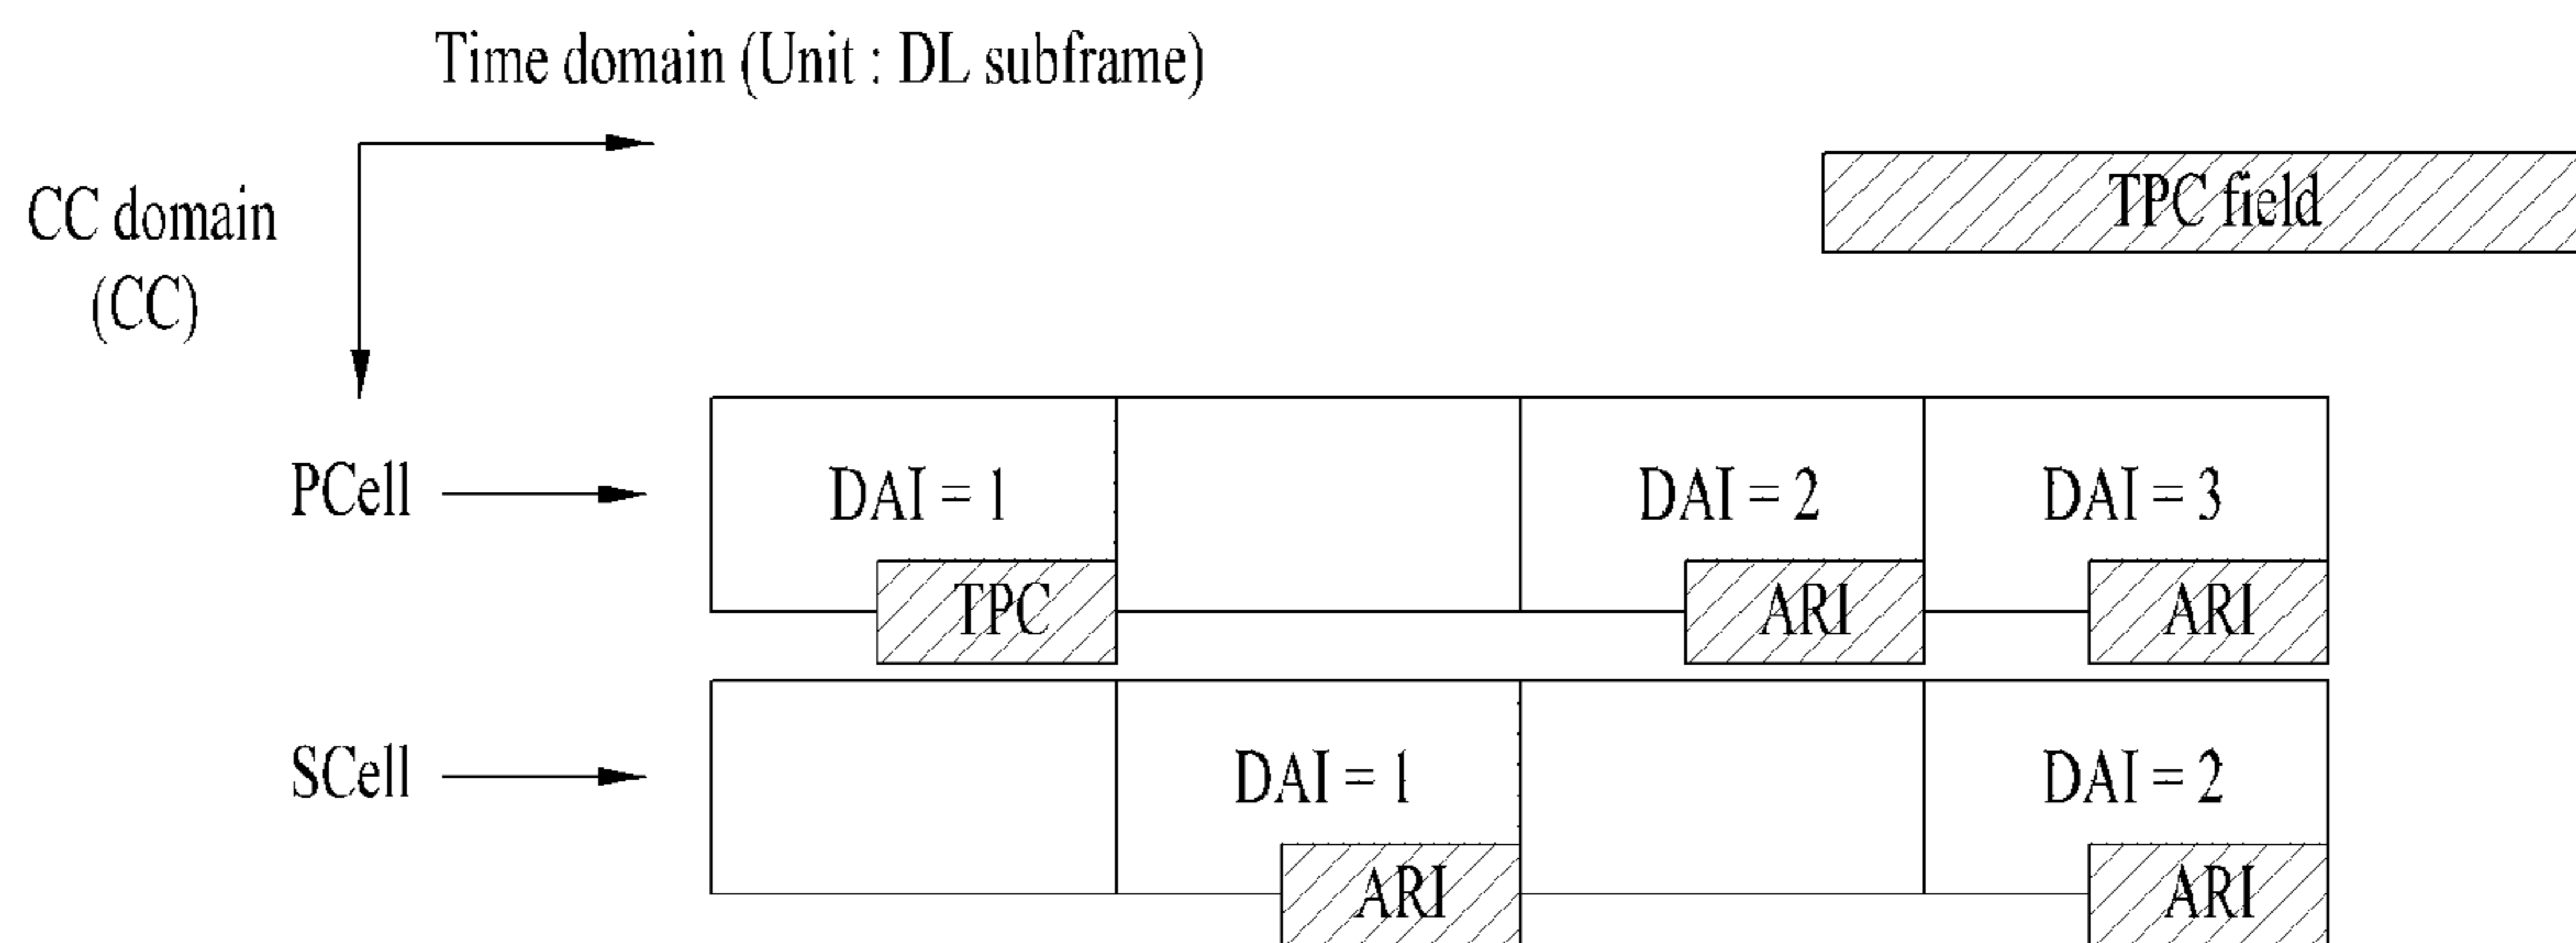 Time domain (Unit : DL subframe)
CC domain
(CC)
TPC field
PCell
DAI = 1
DAI = 2
DAI = 3
TPC
ARI
ARI
SCell
DAI = 1
DAI = 2
ARI
ARI